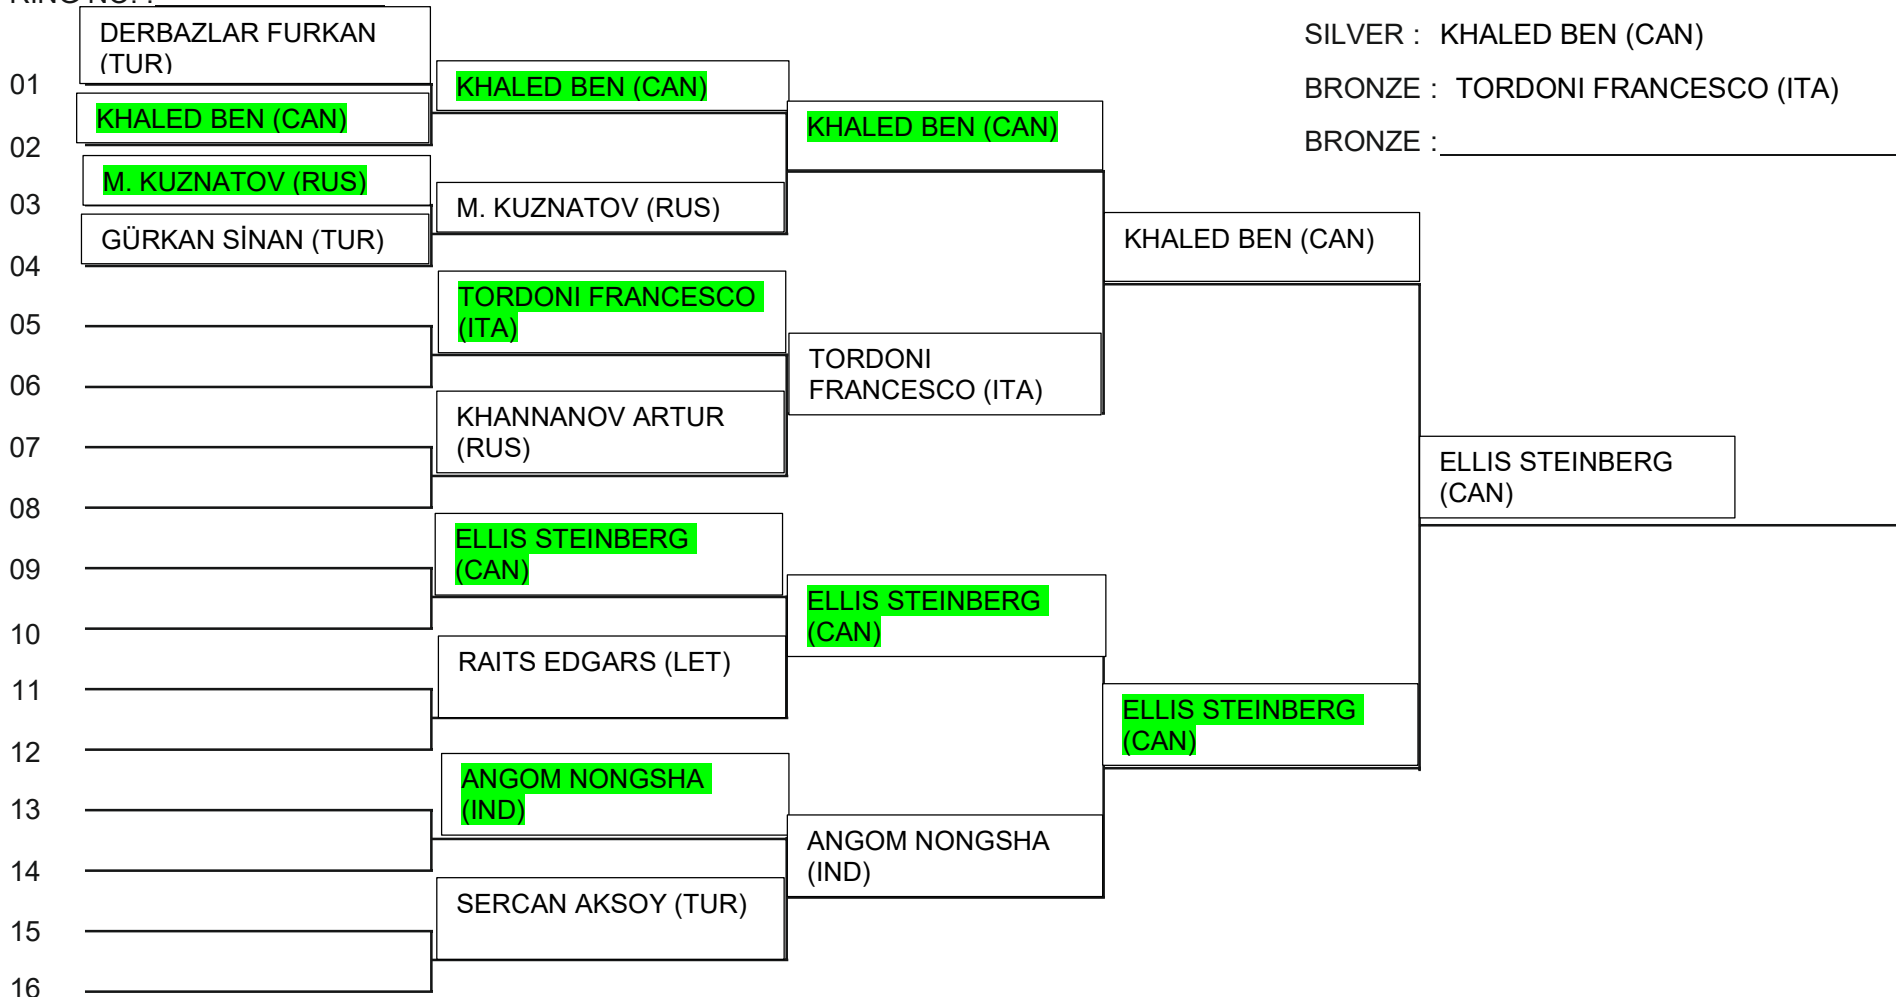 RING NO. :
DERBAZLAR FURKAN
(TUR)
SILVER : KHALED BEN (CAN)
01
KHALED BEN (CAN)
BRONZE : TORDONI FRANCESCO (ITA)
KHALED BEN (CAN)
KHALED BEN (CAN)
02
BRONZE :
M. KUZNATOV (RUS)
03
M. KUZNATOV (RUS)
GÜRKAN SİNAN (TUR)
KHALED BEN (CAN)
04
TORDONI FRANCESCO
(ITA)
05
TORDONI
FRANCESCO (ITA)
06
KHANNANOV ARTUR
(RUS)
07
ELLIS STEINBERG
(CAN)
08
ELLIS STEINBERG
(CAN)
09
ELLIS STEINBERG
(CAN)
10
RAITS EDGARS (LET)
11
ELLIS STEINBERG
(CAN)
12
ANGOM NONGSHA
(IND)
13
ANGOM NONGSHA
(IND)
14
SERCAN AKSOY (TUR)
15
16